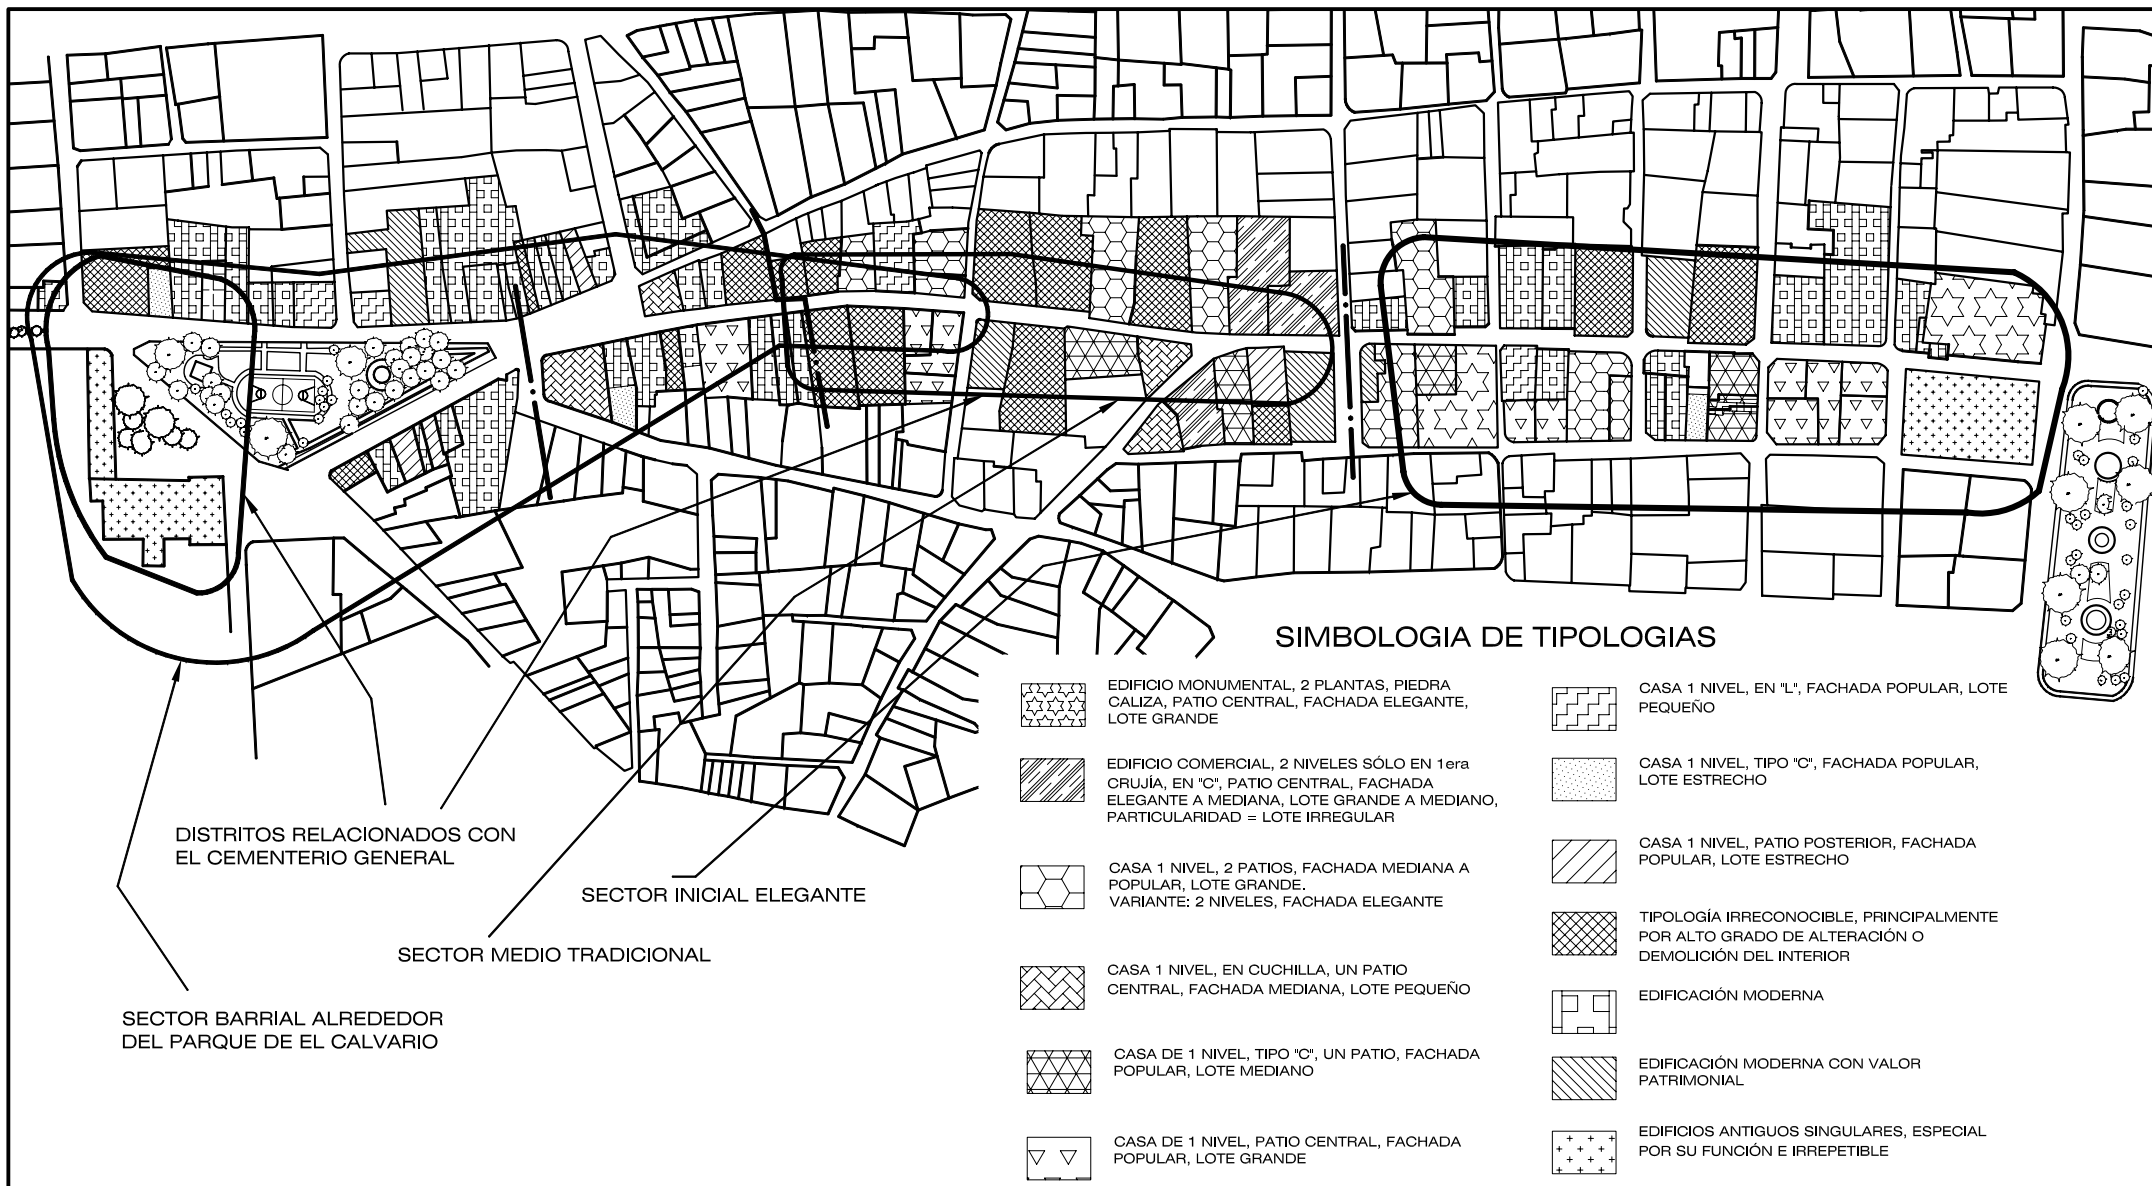 SIMBOLOGIA DE TIPOLOGIAS
EDIFICIO MONUMENTAL, 2 PLANTAS, PIEDRA
CALIZA, PATIO CENTRAL, FACHADA ELEGANTE,
LOTE GRANDE
EDIFICIO COMERCIAL, 2 NIVELES SÓLO EN 1era
CRUJÍA, EN "C", PATIO CENTRAL, FACHADA
ELEGANTE A MEDIANA, LOTE GRANDE A MEDIANO,
PARTICULARIDAD = LOTE IRREGULAR
CASA 1 NIVEL, 2 PATIOS, FACHADA MEDIANA A
POPULAR, LOTE GRANDE.
VARIANTE: 2 NIVELES, FACHADA ELEGANTE
CASA 1 NIVEL, EN CUCHILLA, UN PATIO
CENTRAL, FACHADA MEDIANA, LOTE PEQUEÑO
CASA DE 1 NIVEL, TIPO "C", UN PATIO, FACHADA
POPULAR, LOTE MEDIANO
CASA DE 1 NIVEL, PATIO CENTRAL, FACHADA
POPULAR, LOTE GRANDE
CASA 1 NIVEL, EN "L", FACHADA POPULAR, LOTE
PEQUEÑO
CASA 1 NIVEL, TIPO "C", FACHADA POPULAR,
LOTE ESTRECHO
CASA 1 NIVEL, PATIO POSTERIOR, FACHADA
POPULAR, LOTE ESTRECHO
TIPOLOGÍA IRRECONOCIBLE, PRINCIPALMENTE
POR ALTO GRADO DE ALTERACIÓN O
DEMOLICIÓN DEL INTERIOR
EDIFICACIÓN MODERNA
EDIFICACIÓN MODERNA CON VALOR
PATRIMONIAL
EDIFICIOS ANTIGUOS SINGULARES, ESPECIAL
POR SU FUNCIÓN E IRREPETIBLE
DISTRITOS RELACIONADOS CON
EL CEMENTERIO GENERAL
SECTOR INICIAL ELEGANTE
SECTOR MEDIO TRADICIONAL
SECTOR BARRIAL ALREDEDOR
DEL PARQUE DE EL CALVARIO